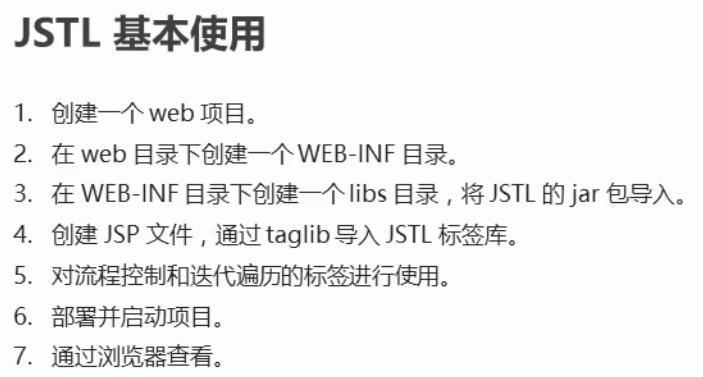 JSTL 基本使用
1. 创建一个 web 项目。
2. 在 web 目录下创建一个 WEB-INF 目录。
3. 在 WEB-INF 目录下创建一个 libs 目录，将 JSTL 的 jar 包导入。
4. 创建 JSP 文件，通过 taglib 导入 JSTL 标签库。
5. 对流程控制和迭代遍历的标签进行使用。
6. 部署并启动项目。
7. 通过浏览器查看。